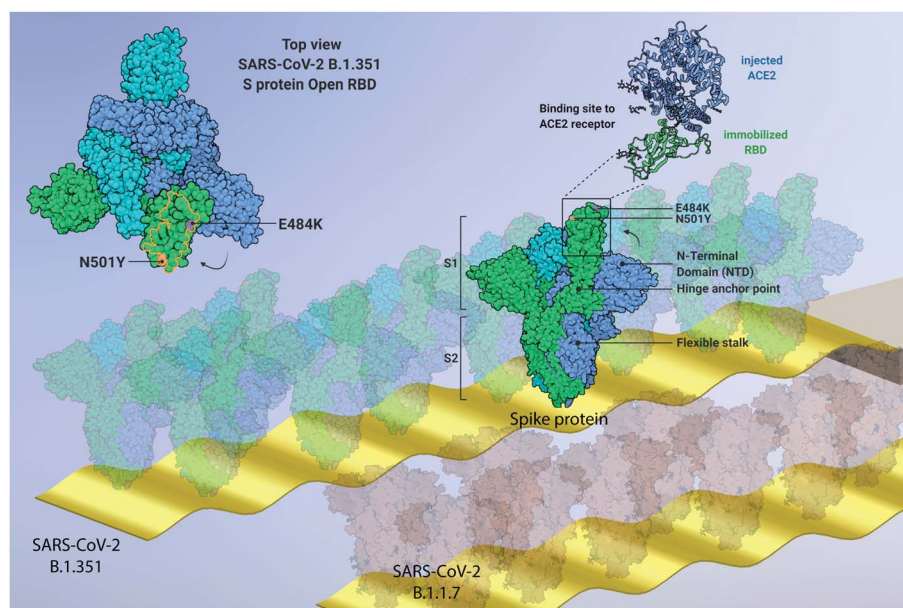 Top view
SARS-CoV-2 B.1.351
S protein Open RBD
E484K
N501Y
injected
ACE2
Binding site to
ACE2 receptor
immobilized
RBD
E484K
N501Y
S1
N-Terminal
Domain (NTD)
Hinge anchor point
S2
Flexible stalk
Spike protein
SARS-CoV-2
B.1.351
SARS-CoV-2
B.1.1.7